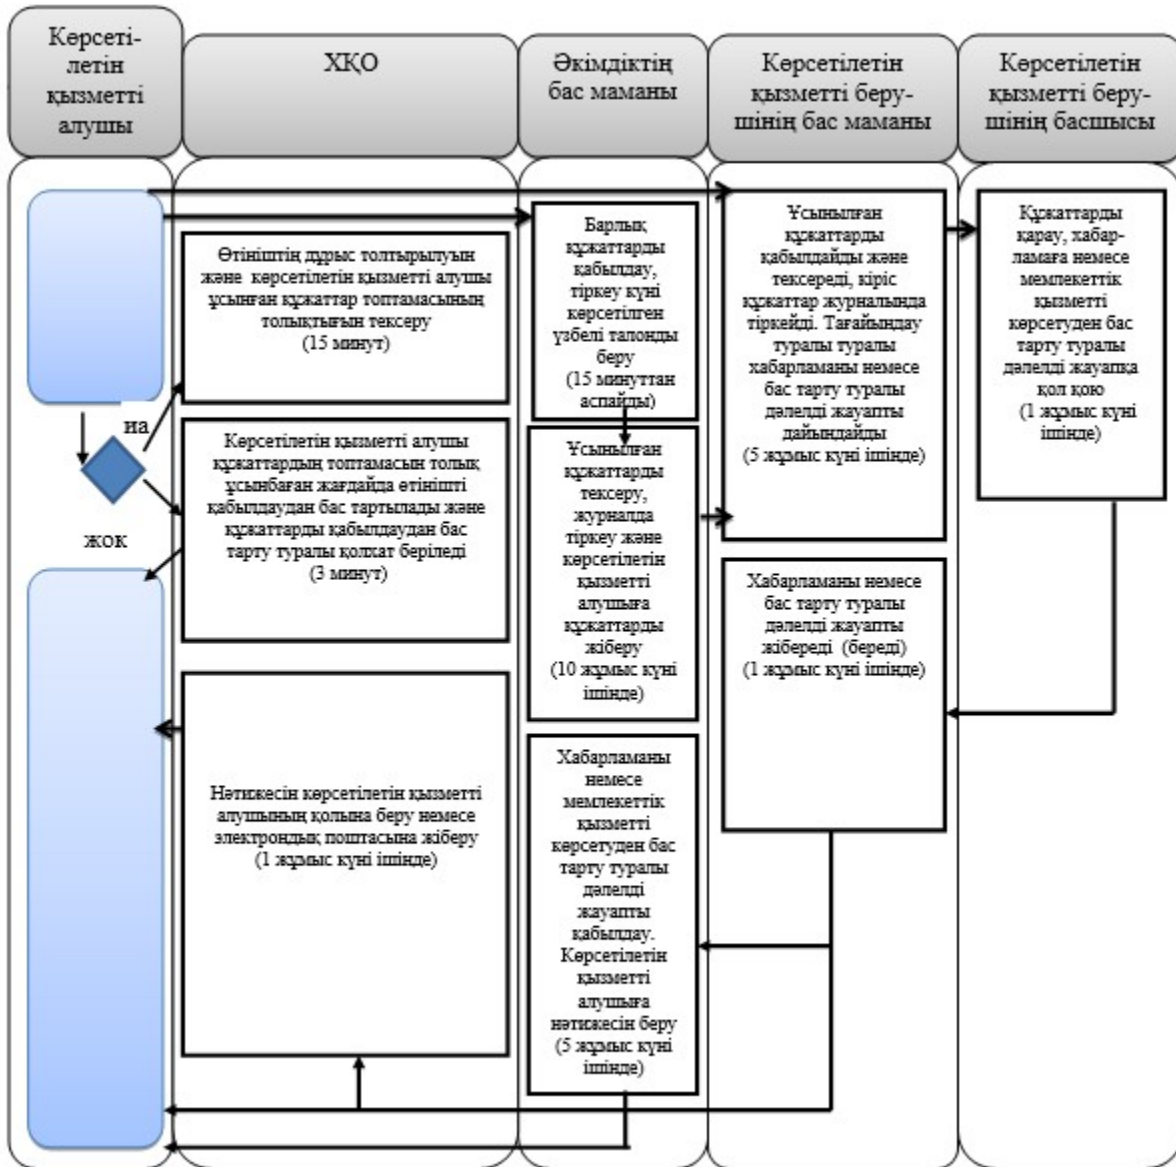 Көрсеті-
летін
қызметті
алушы
ХҚО
Әкімдіктің
бас маманы
Көрсетілетін
қызметті беру-
шінің бас маманы
Көрсетілетін
қызметті беру-
шінің басшысы
Өтініштің дұрыс толтырылуын
және көрсетілетін қызметті алушы
ұсынған құжаттар топтамасының
толықтығын тексеру
(15 минут)
иа
жок
Көрсетілетін қызметті алушы
құжаттардың топтамасын толық
ұсынбаған жағдайда өтінішті
қабылдаудан бас тартылады және
құжаттарды қабылдаудан бас
тарту туралы қолхат беріледі
(3 минут)
Нәтижесін көрсетілетін қызметті
алушының қолына беру немесе
электрондық поштасына жіберу
(1 жұмыс күні ішінде)
Барлық
құжаттарды
қабылдау,
тіркеу күні
көрсетілген
үзбелі талонды
беру
(15 минуттан
аспайды)
Ұсынылған
құжаттарды
тексеру,
журналда
тіркеу және
көрсетілетін
қызметті
алушыға
құжаттарды
жіберу
(10 жұмыс күні
ішінде)
Хабарламаны
немесе
мемлекеттік
қызметті
көрсетуден бас
тарту туралы
дәлелді
жауапты
қабылдау.
Көрсетілетін
қызметті
алушыға
нәтижесін беру
(5 жұмыс күні
ішінде)
Ұсынылған
құжаттарды
қабылдайды және
тексереді, кіріс
құжаттар журналында
тіркейді. Тағайындау
туралы туралы
хабарламаны немесе
бас тарту туралы
дәлелді жауапты
дайындайды
(5 жұмыс күні ішінде)
Хабарламаны немесе
бас тарту туралы
дәлелді жауапты
жібереді (береді)
(1 жұмыс күні ішінде)
Құжаттарды
қарау, хабар-
ламаға немесе
мемлекеттік
қызметті
көрсетуден бас
тарту туралы
дәлелді жауапқа
қол қою
(1 жұмыс күні
ішінде)